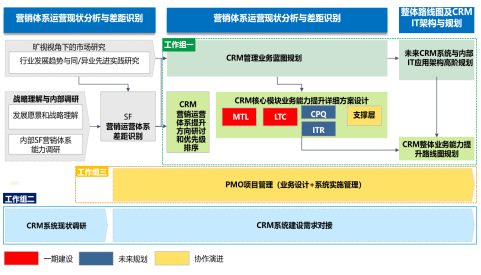 营销体系运营现状分析与差距识别
营销体系运营现状分析与差距识别
整体路线图及CRM
IT架构与规划
旷视视角下的市场研究
行业发展趋势与同/异业先进实践研究
战略理解与内部调研
发展愿景和战略理解
内部SF营销体系
能力调研
SF
营销运营体系
差距识别
工作组一
CRM管理业务蓝图规划
未来CRM系统与内部
IT应用架构高阶规划
CRM
营销运营
体系提升
方向研讨
和优先级
排序
CRM核心模块业务能力提升详细方案设计
MTL
LTC
CPQ
ITR
支撑层
CRM整体业务能力提
升路线图规划
工作组三
PMO项目管理（业务设计+系统实施管理）
工作组二
CRM系统现状调研
CRM系统建设需求对接
一期建设
未来规划
协作演进